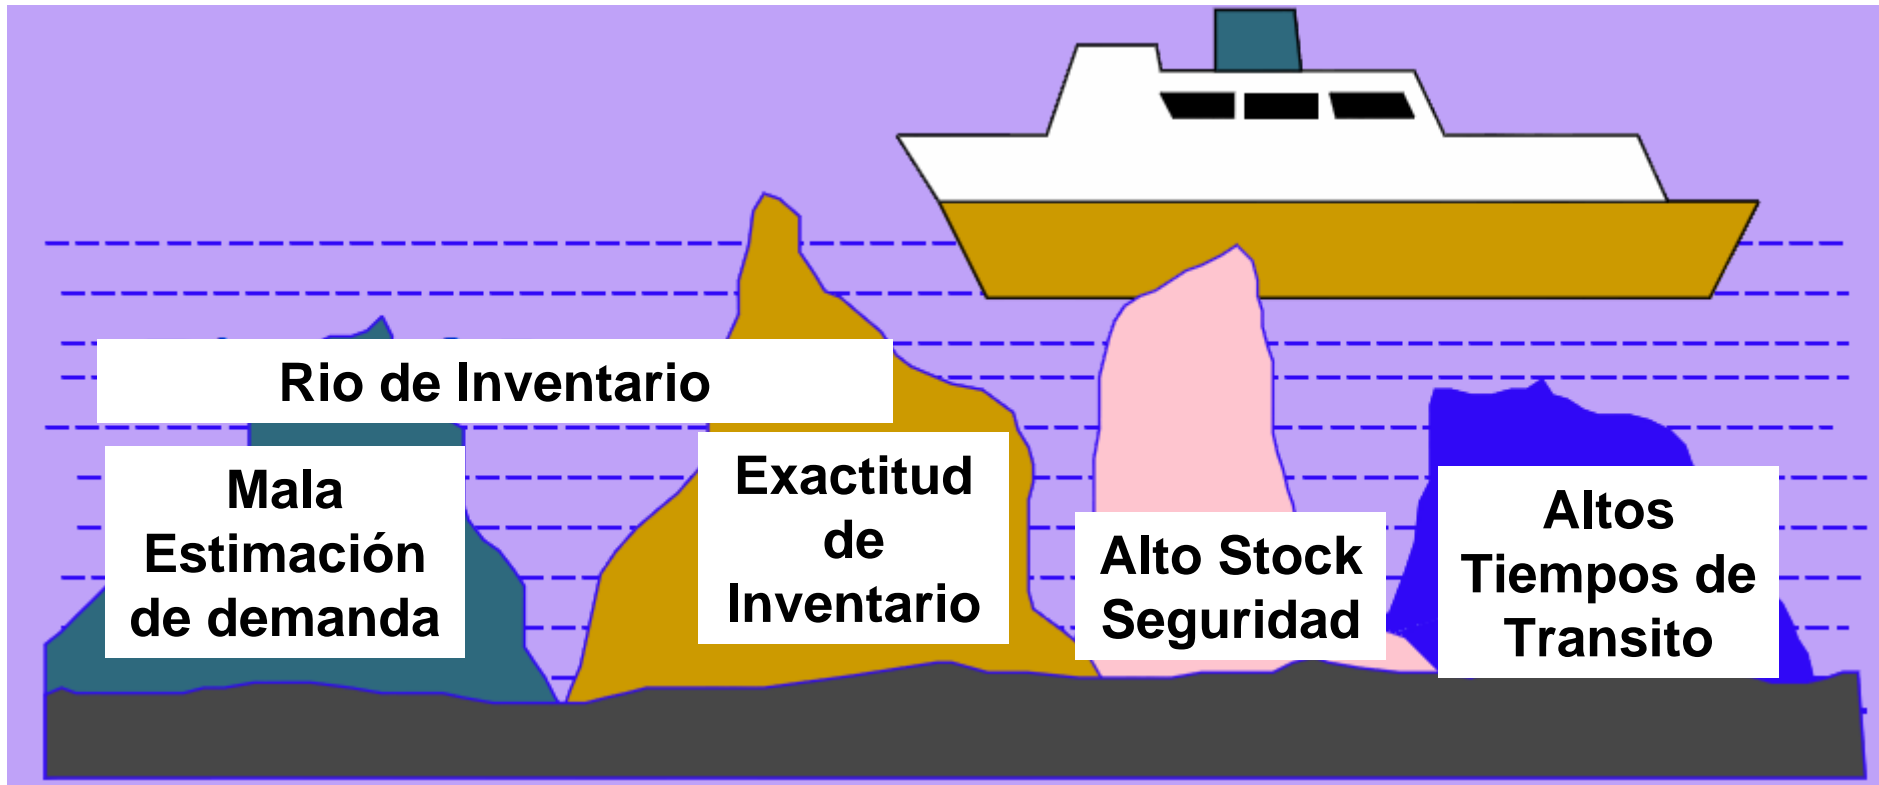 Rio de Inventario
Mala
Estimación
de demanda
Exactitud
de
Inventario
Alto Stock
Seguridad
Altos
Tiempos de
Transito